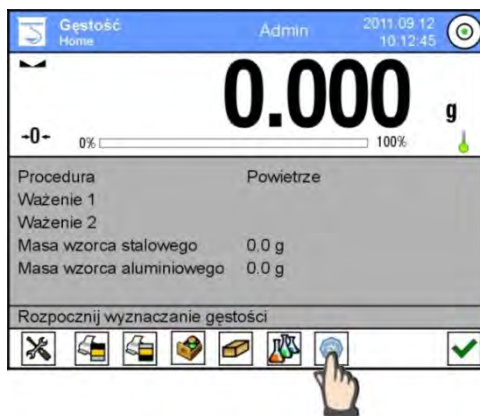 Gęstość Admin 2011.09.12
Home 10:12:45
0.000 g
→0← 0% 100%
Procedura Powietrze
Ważenie 1
Ważenie 2
Masa wzorca stalowego 0.0 g
Masa wzorca aluminiowego 0.0 g
Rozpocznij wyznaczanie gęstości